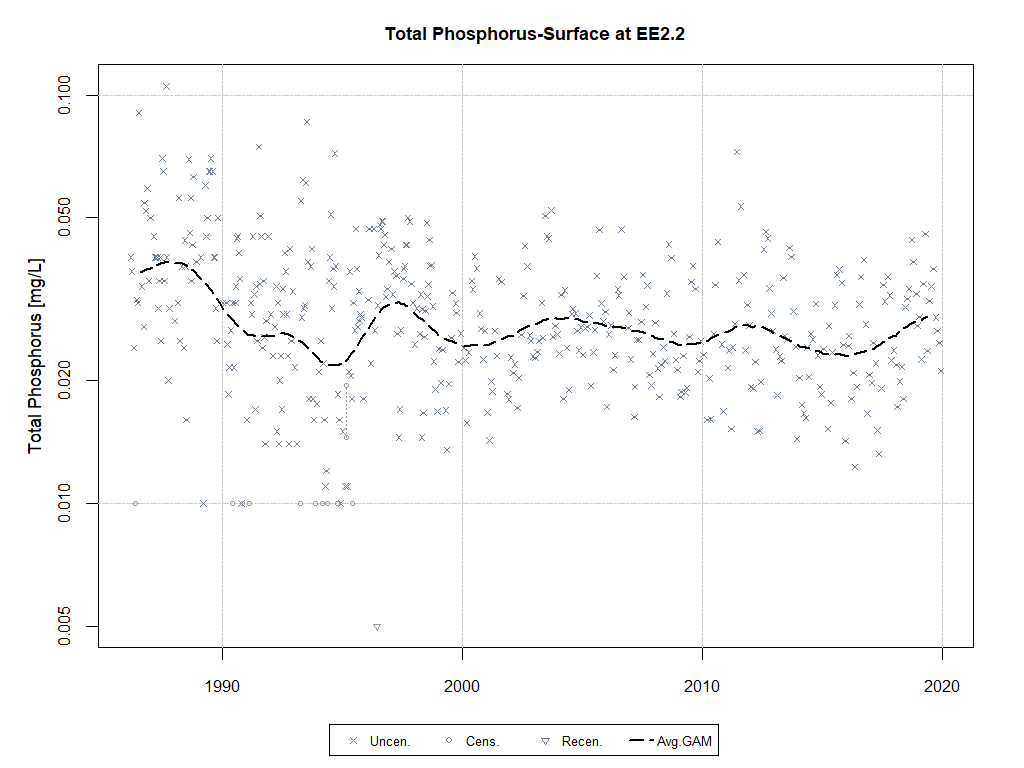 Total Phosphorus-Surface at EE2.2
Total Phosphorus [mg/L]
0.100
0.050
0.020
0.010
0.005
1990 2000 2010 2020
Uncen. Cens. Recen. Avg.GAM